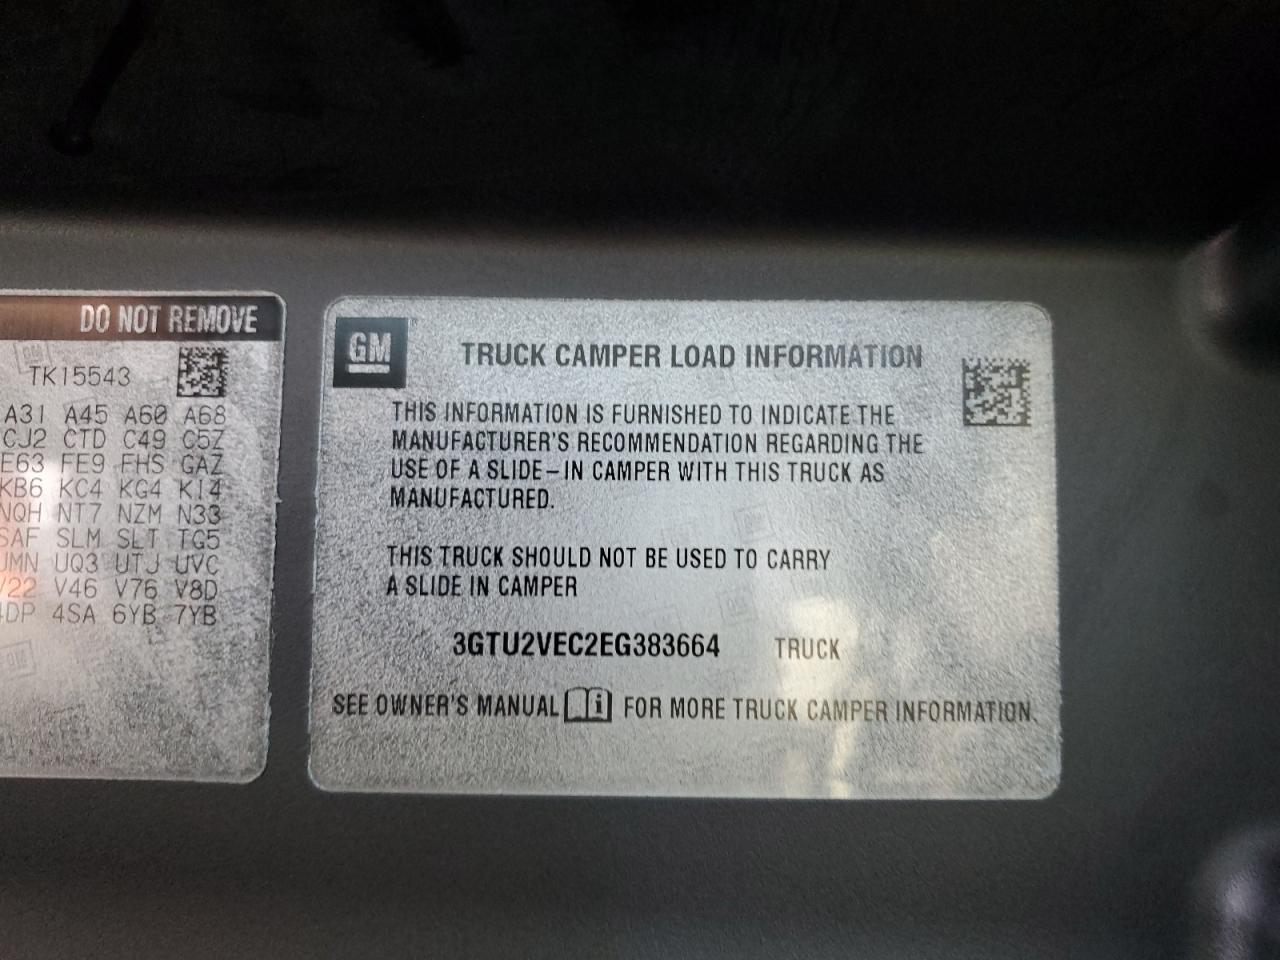 DO NOT REMOVE
TK15543
A31 A45 A60 A68
CJ2 CTD C49 C5Z
E63 FE9 FHS GAZ
KB6 KC4 KG4 K14
NQH NT7 NZM N33
SAF SLM SLT TG5
UMN UQ3 UTJ UVC
V22 V46 V76 V8D
4DP 4SA 6YB 7YB
GM
TRUCK CAMPER LOAD INFORMATION
THIS INFORMATION IS FURNISHED TO INDICATE THE
MANUFACTURER'S RECOMMENDATION REGARDING THE
USE OF A SLIDE-IN CAMPER WITH THIS TRUCK AS
MANUFACTURED.
THIS TRUCK SHOULD NOT BE USED TO CARRY
A SLIDE IN CAMPER
3GTU2VEC2EG383664 TRUCK
SEE OWNER'S MANUAL FOR MORE TRUCK CAMPER INFORMATION.